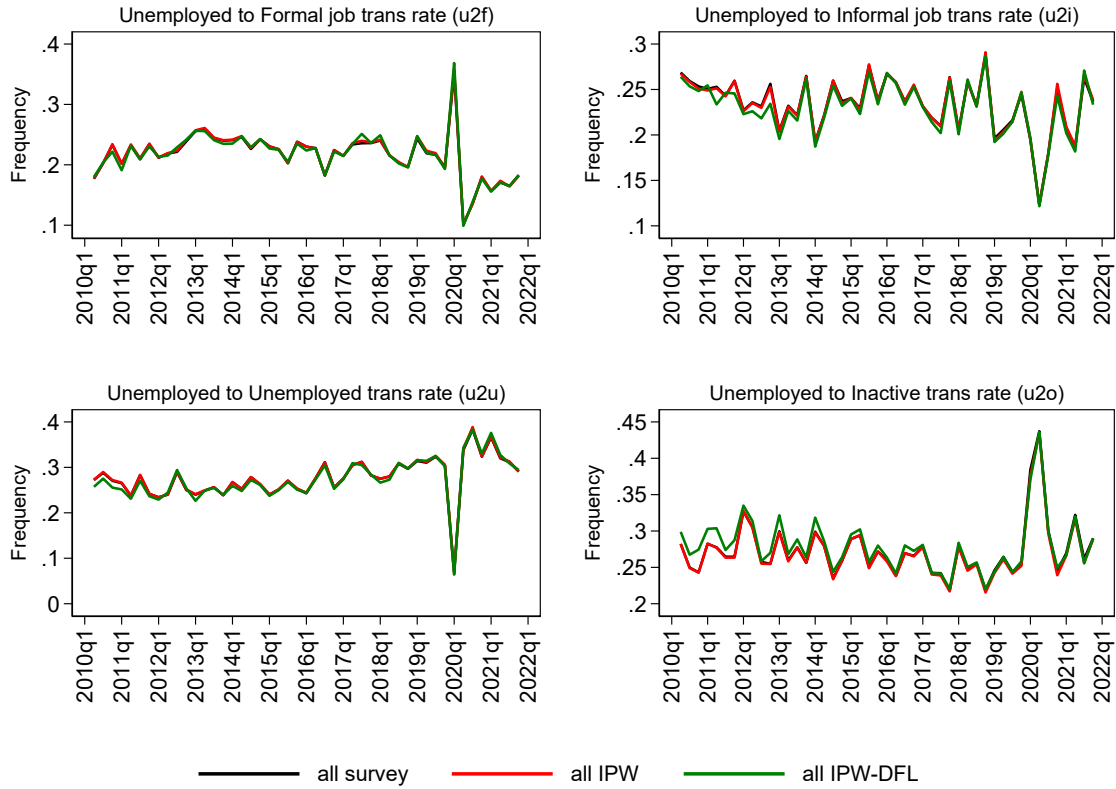 Unemployed to Formal job trans rate (u2f)
Frequency
.4
.3
.2
.1
2010q1
2011q1
2012q1
2013q1
2014q1
2015q1
2016q1
2017q1
2018q1
2019q1
2020q1
2021q1
2022q1
Unemployed to Informal job trans rate (u2i)
Frequency
.3
.25
.2
.15
.1
2010q1
2011q1
2012q1
2013q1
2014q1
2015q1
2016q1
2017q1
2018q1
2019q1
2020q1
2021q1
2022q1
Unemployed to Unemployed trans rate (u2u)
Frequency
.4
.3
.2
.1
0
2010q1
2011q1
2012q1
2013q1
2014q1
2015q1
2016q1
2017q1
2018q1
2019q1
2020q1
2021q1
2022q1
Unemployed to Inactive trans rate (u2o)
Frequency
.45
.4
.35
.3
.25
.2
2010q1
2011q1
2012q1
2013q1
2014q1
2015q1
2016q1
2017q1
2018q1
2019q1
2020q1
2021q1
2022q1
all survey all IPW all IPW-DFL